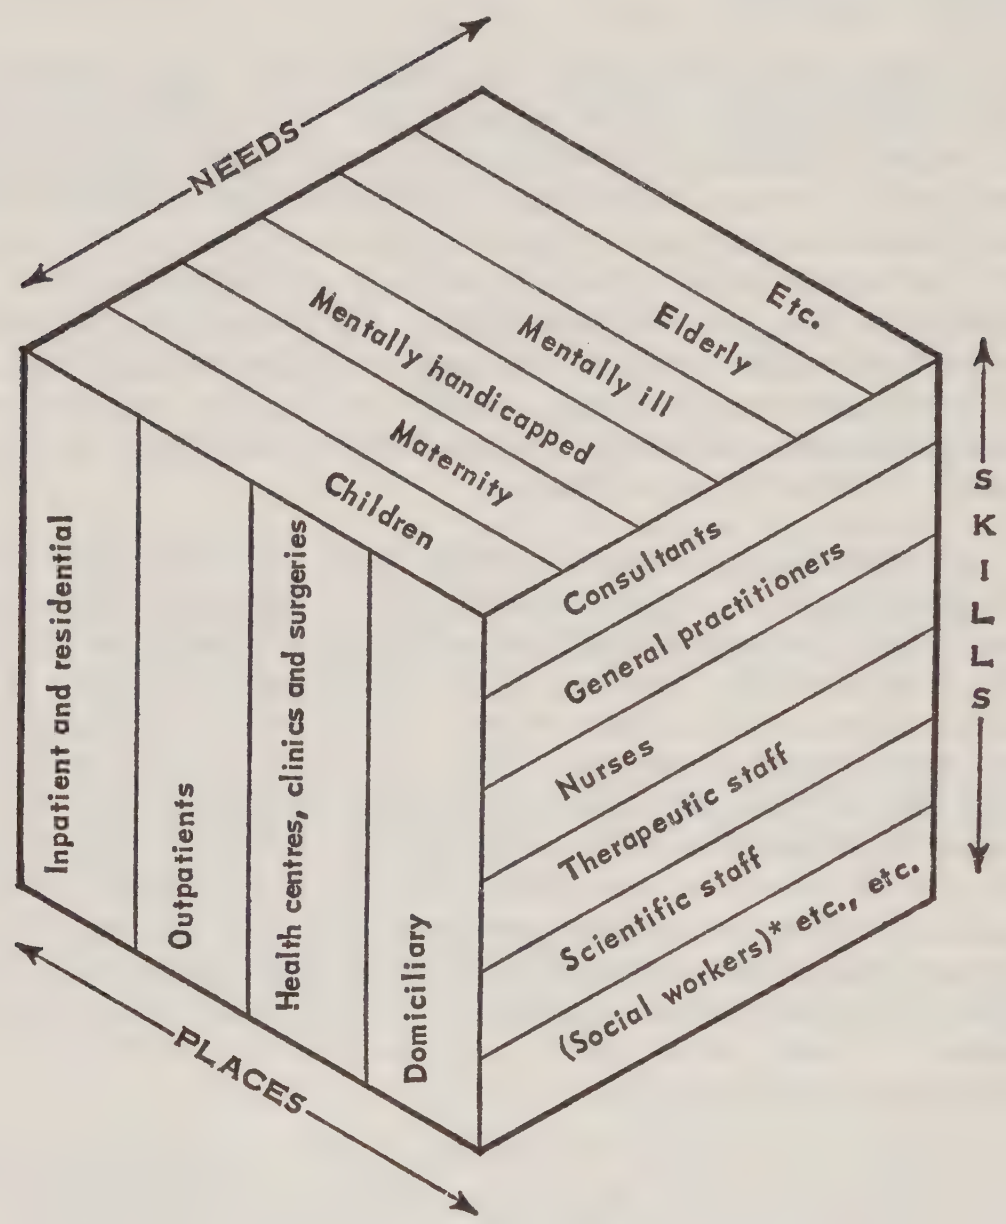 NEEDS
Etc.
Elderly
Mentally ill
Mentally handicapped
Maternity
Children
Inpatient and residential
Outpatients
Health centres, clinics and surgeries
Domiciliary
PLACES
Consultants
General practitioners
Nurses
Therapeutic staff
Scientific staff
(Social workers)* etc., etc.
SKILLS